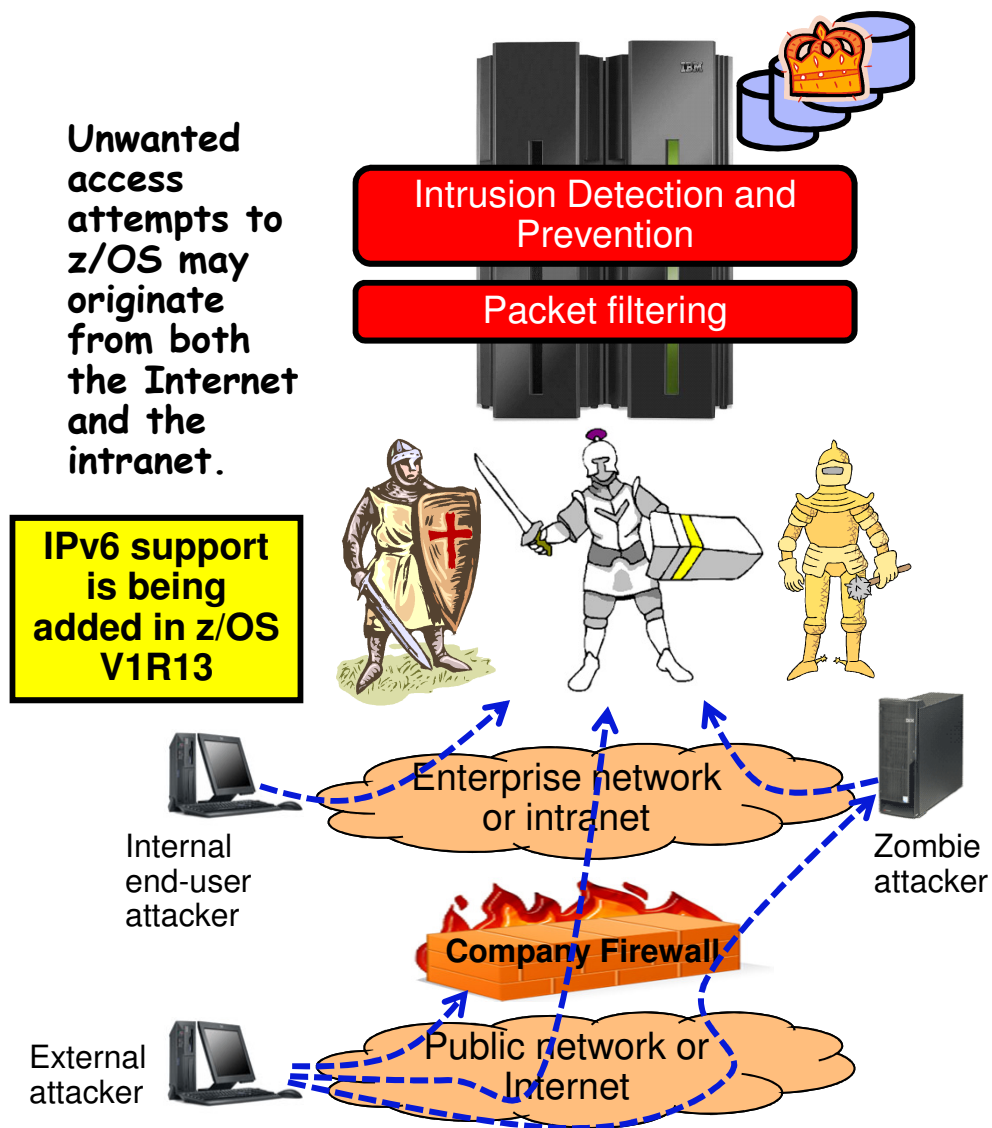 IBM
Unwanted
access
attempts to
z/OS may
originate
from both
the Internet
and the
intranet.
Intrusion Detection and
Prevention
Packet filtering
IPv6 support
is being
added in z/OS
V1R13
Enterprise network
or intranet
Internal
end-user
attacker
Zombie
attacker
Company Firewall
Public network or
Internet
External
attacker